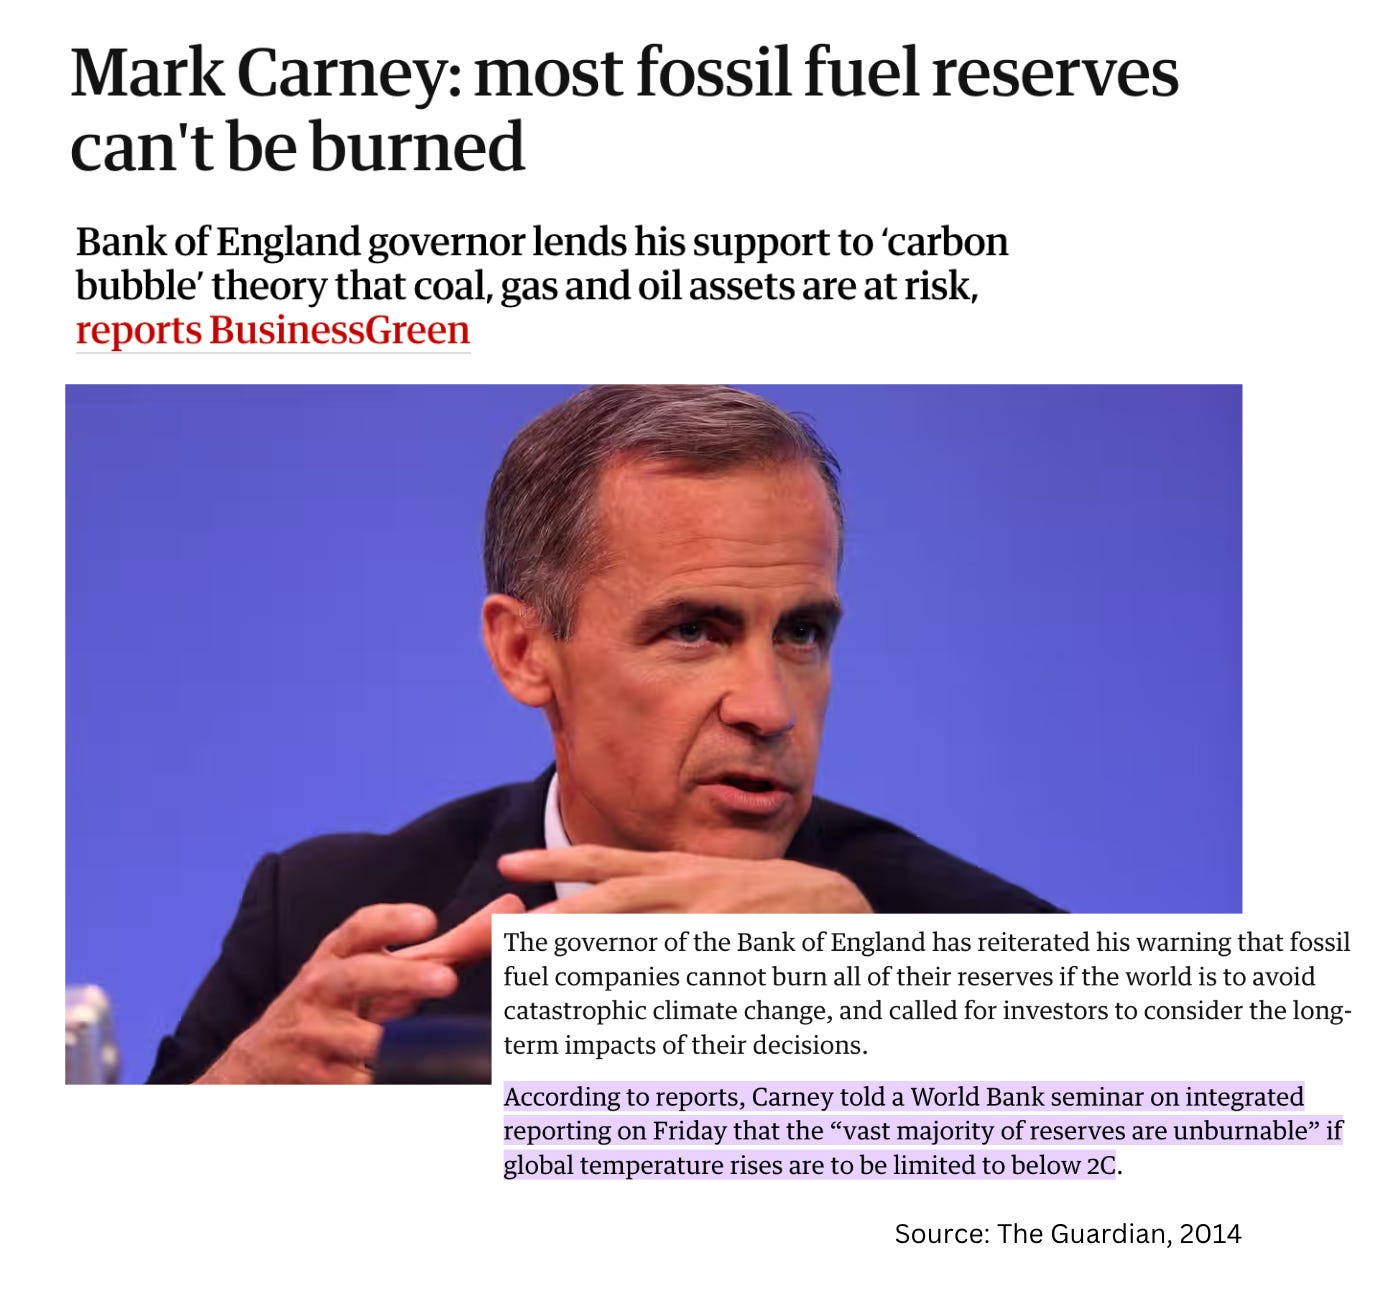 Mark Carney: most fossil fuel reserves
can't be burned
Bank of England governor lends his support to ‘carbon
bubble’ theory that coal, gas and oil assets are at risk,
reports BusinessGreen
The governor of the Bank of England has reiterated his warning that fossil
fuel companies cannot burn all of their reserves if the world is to avoid
catastrophic climate change, and called for investors to consider the long-
term impacts of their decisions.
According to reports, Carney told a World Bank seminar on integrated
reporting on Friday that the “vast majority of reserves are unburnable” if
global temperature rises are to be limited to below 2C.
Source: The Guardian, 2014